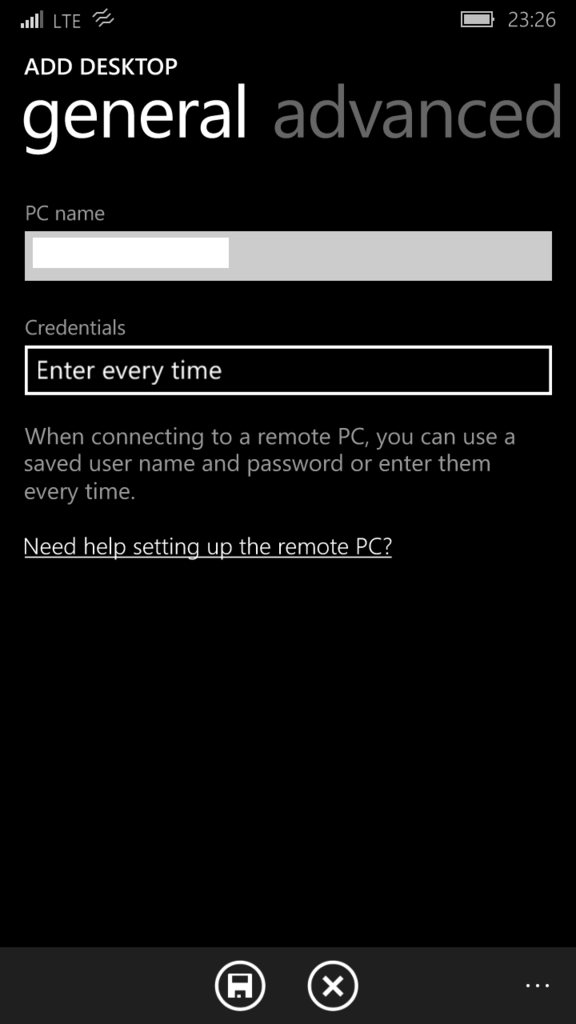 LTE 23:26
ADD DESKTOP
general advanced
PC name
Credentials
Enter every time
When connecting to a remote PC, you can use a
saved user name and password or enter them
every time.
Need help setting up the remote PC?
...